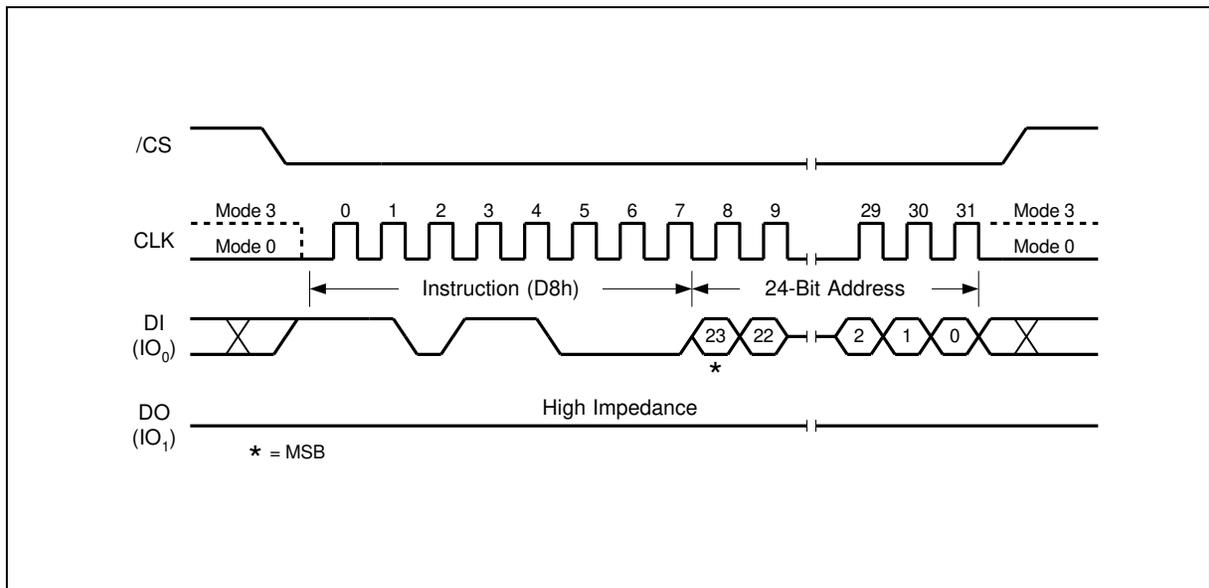 /CS
Mode 3 0 1 2 3 4 5 6 7 8 9 29 30 31 Mode 3
CLK Mode 0 Mode 0
Instruction (D8h) 24-Bit Address
DI
(IO0) 23 22 2 1 0
*
DO High Impedance
(IO1)
* = MSB